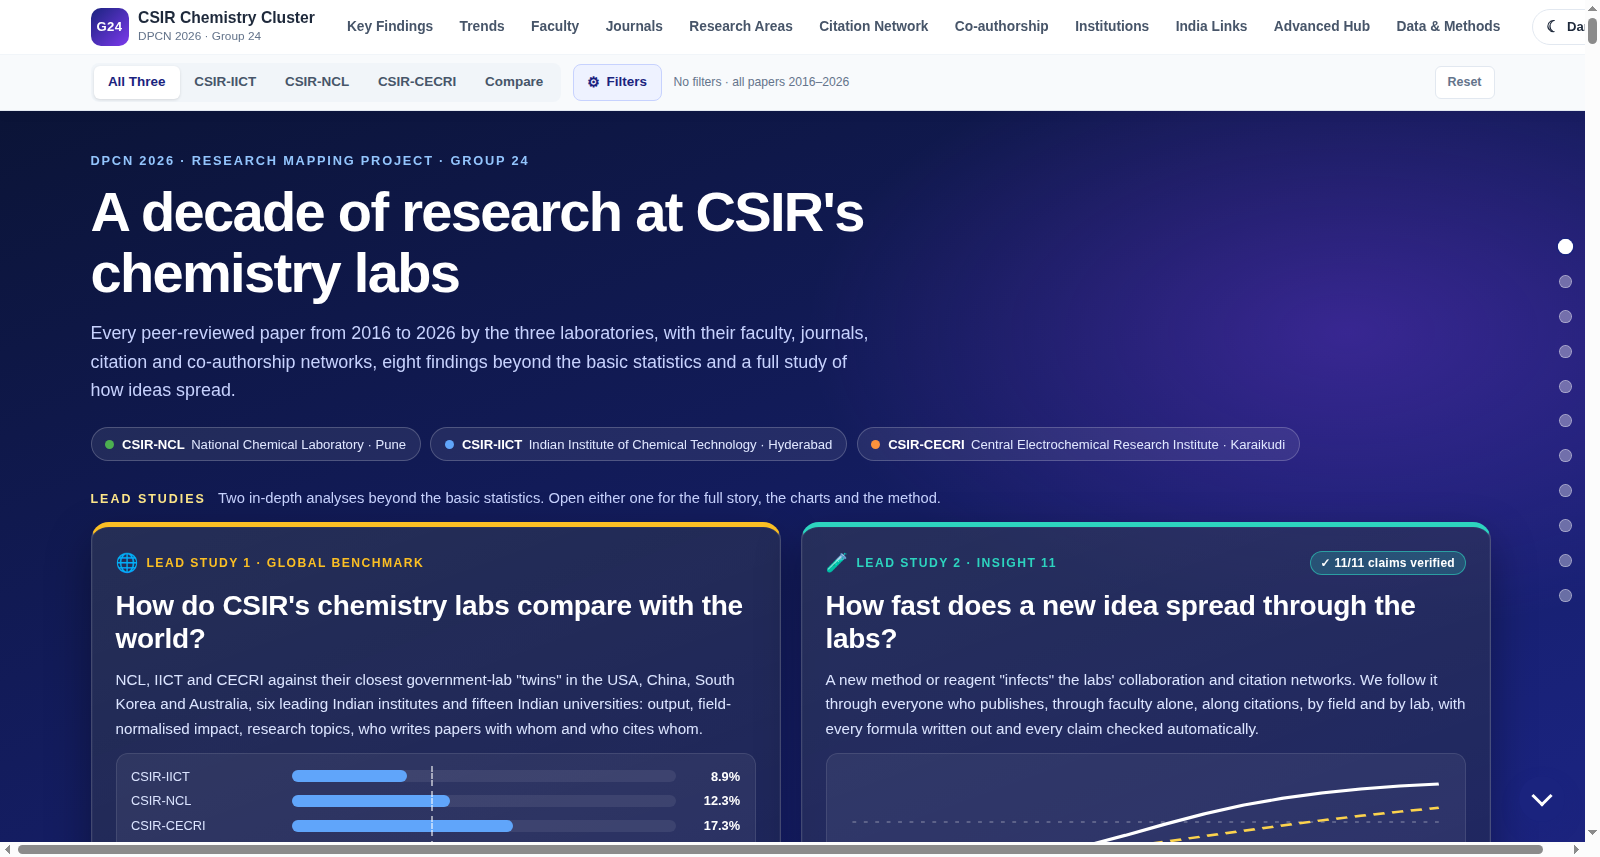 G24
CSIR Chemistry Cluster
DPCN 2026 · Group 24
Key Findings
Trends
Faculty
Journals
Research Areas
Citation Network
Co-authorship
Institutions
India Links
Advanced Hub
Data & Methods
All Three
CSIR-IICT
CSIR-NCL
CSIR-CECRI
Compare
⚙ Filters
No filters · all papers 2016–2026
Reset
DPCN 2026 · RESEARCH MAPPING PROJECT · GROUP 24
A decade of research at CSIR's
chemistry labs
Every peer-reviewed paper from 2016 to 2026 by the three laboratories, with their faculty, journals,
citation and co-authorship networks, eight findings beyond the basic statistics and a full study of
how ideas spread.
CSIR-NCL National Chemical Laboratory · Pune
CSIR-IICT Indian Institute of Chemical Technology · Hyderabad
CSIR-CECRI Central Electrochemical Research Institute · Karaikudi
LEAD STUDIES Two in-depth analyses beyond the basic statistics. Open either one for the full story, the charts and the method.
LEAD STUDY 1 · GLOBAL BENCHMARK
How do CSIR's chemistry labs compare with the
world?
NCL, IICT and CECRI against their closest government-lab "twins" in the USA, China, South
Korea and Australia, six leading Indian institutes and fifteen Indian universities: output, field-
normalised impact, research topics, who writes papers with whom and who cites whom.
CSIR-IICT 8.9%
CSIR-NCL 12.3%
CSIR-CECRI 17.3%
LEAD STUDY 2 · INSIGHT 11
✓ 11/11 claims verified
How fast does a new idea spread through the
labs?
A new method or reagent "infects" the labs' collaboration and citation networks. We follow it
through everyone who publishes, through faculty alone, along citations, by field and by lab, with
every formula written out and every claim checked automatically.